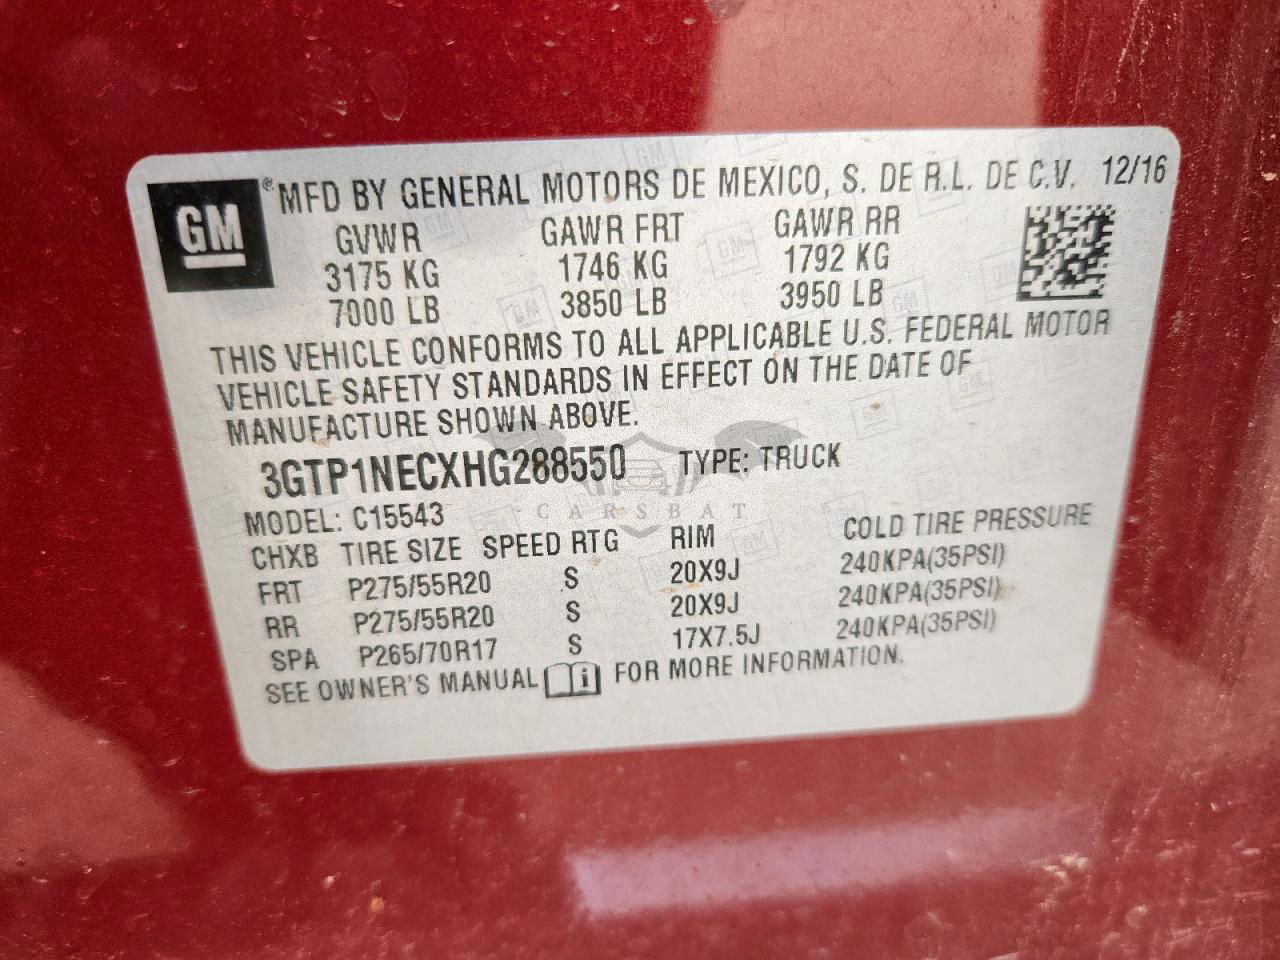 GM ® MFD BY GENERAL MOTORS DE MEXICO, S. DE R.L. DE C.V. 12/16
GVWR GAWR FRT GAWR RR
3175 KG 1746 KG 1792 KG
7000 LB 3850 LB 3950 LB
THIS VEHICLE CONFORMS TO ALL APPLICABLE U.S. FEDERAL MOTOR
VEHICLE SAFETY STANDARDS IN EFFECT ON THE DATE OF
MANUFACTURE SHOWN ABOVE.
3GTP1NECXHG288550 TYPE: TRUCK
CARSBAT
MODEL: C15543
CHXB TIRE SIZE SPEED RTG RIM COLD TIRE PRESSURE
FRT P275/55R20 S 20X9J 240KPA(35PSI)
RR P275/55R20 S 20X9J 240KPA(35PSI)
SPA P265/70R17 S 17X7.5J 240KPA(35PSI)
SEE OWNER'S MANUAL i FOR MORE INFORMATION.